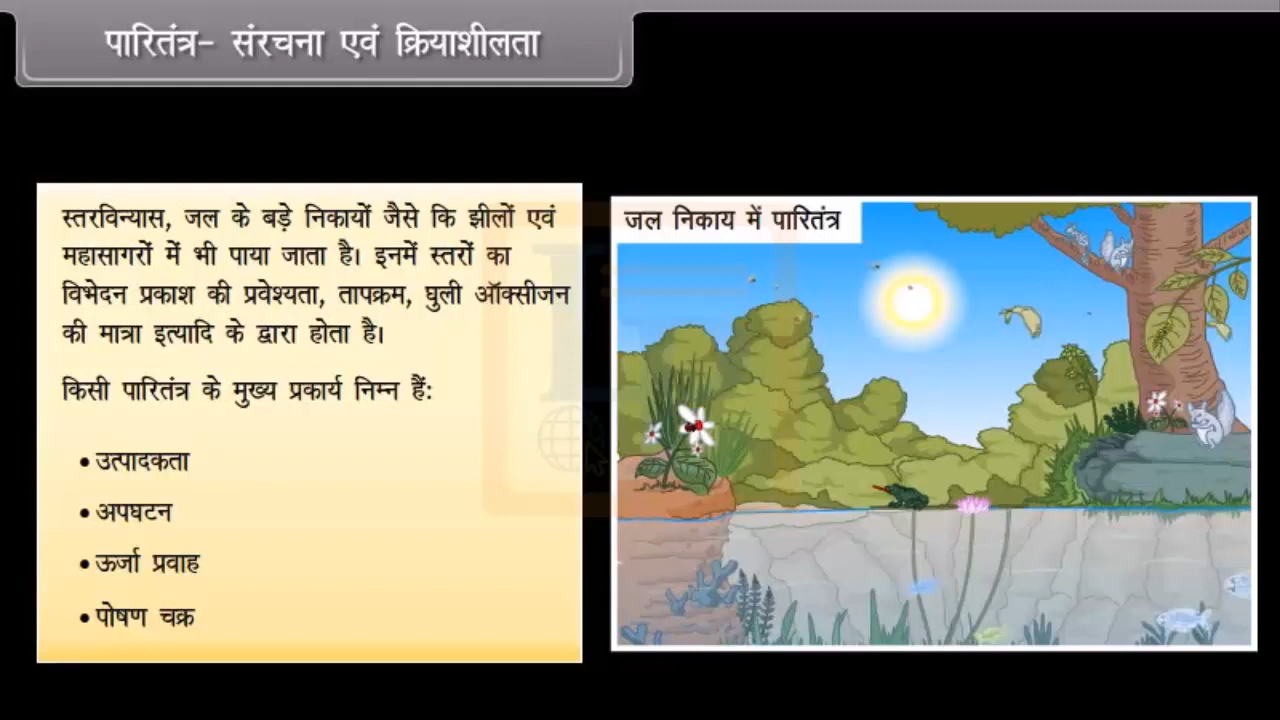 पारितंत्र- संरचना एवं क्रियाशीलता
स्तरविन्यास, जल के बड़े निकायों जैसे कि झीलों एवं
महासागरों में भी पाया जाता है। इनमें स्तरों का
विभेदन प्रकाश की प्रवेश्यता, तापक्रम, घुली ऑक्सीजन
की मात्रा इत्यादि के द्वारा होता है।
किसी पारितंत्र के मुख्य प्रकार्य निम्न हैं:
• उत्पादकता
• अपघटन
• ऊर्जा प्रवाह
• पोषण चक्र
जल निकाय में पारितंत्र